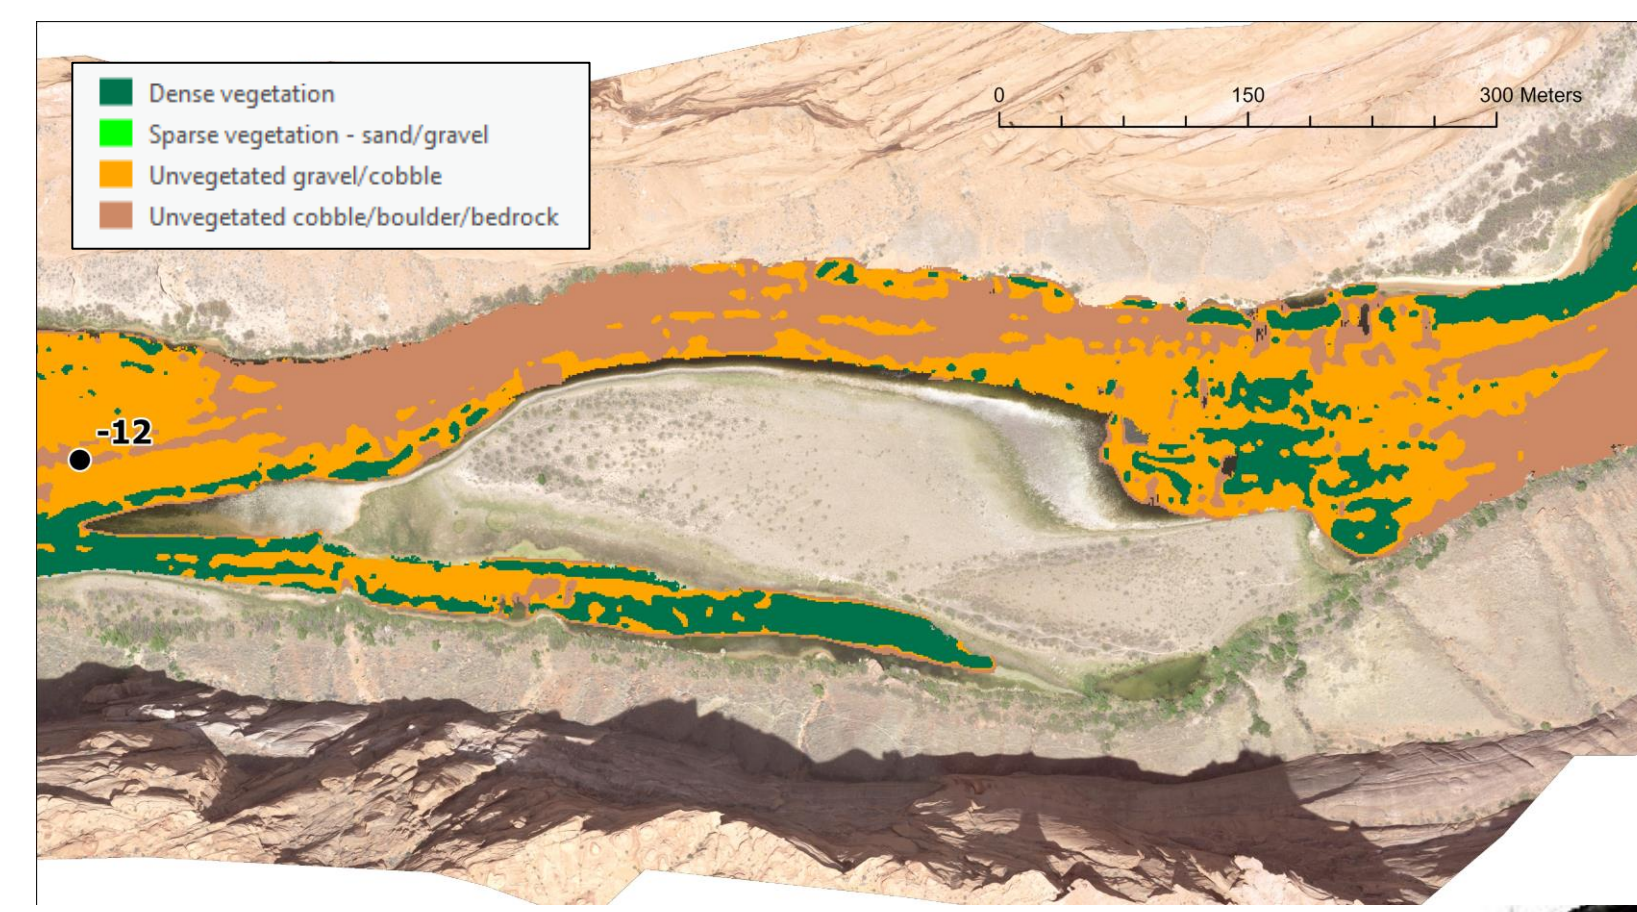 Dense vegetation
Sparse vegetation - sand/gravel
Unvegetated gravel/cobble
Unvegetated cobble/boulder/bedrock
0 150 300 Meters
-12